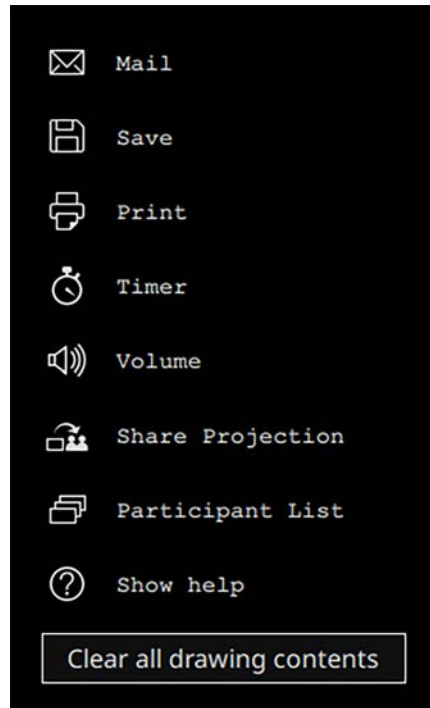 Mail
Save
Print
Timer
Volume
Share Projection
Participant List
Show help
Clear all drawing contents